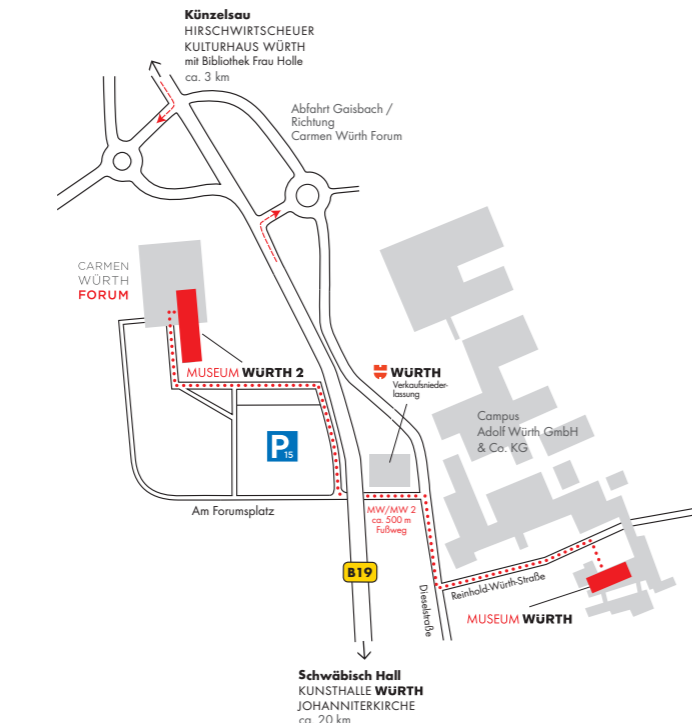 Künzelsau
HIRSCHWIRTSCHEUER
KULTURHAUS WÜRTH
mit Bibliothek Frau Holle
ca. 3 km
Abfahrt Gaisbach /
Richtung
Carmen Würth Forum
CARMEN
WÜRTH
FORUM
MUSEUM WÜRTH 2
WÜRTH
Verkaufsnieder-
lassung
Campus
Adolf Würth GmbH
& Co. KG
P
15
Am Forumsplatz
MW/MW 2
ca. 500 m
Fußweg
B19
Dieselstraße
Reinhold-Würth-Straße
MUSEUM WÜRTH
Schwäbisch Hall
KUNSTHALLE WÜRTH
JOHANNITERKIRCHE
ca. 20 km